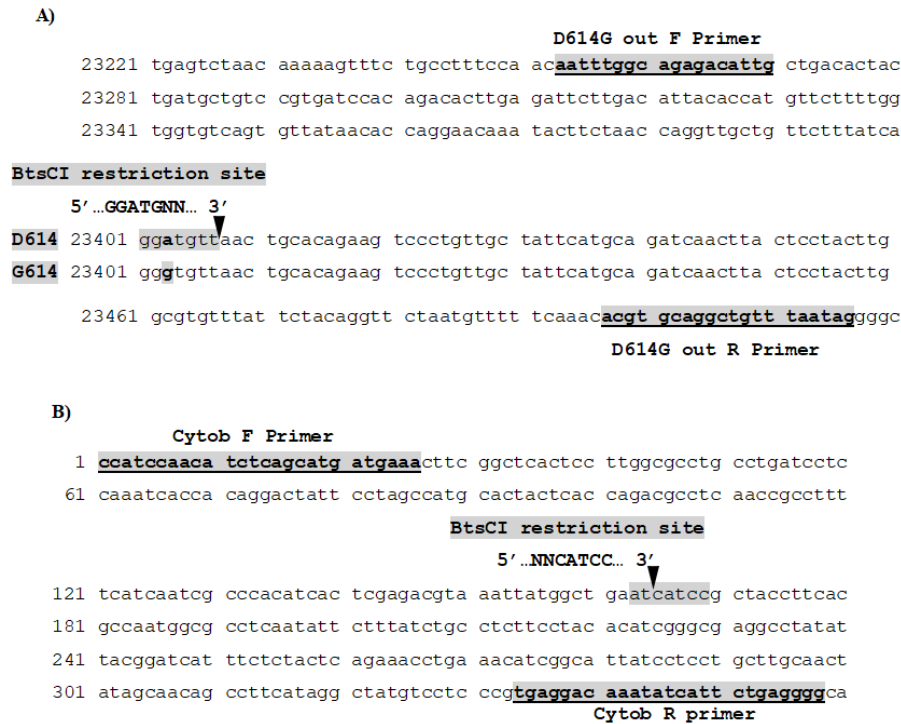 A)
D614G out F Primer
23221 tgagtctaac aaaaagtttc tgcctttcca acaatttggc agagacattg ctgacactac
23281 tgatgctgtc cgtgatccac agacacttga gattcttgac attacaccat gttcttttgg
23341 tggtgtcagt gttataacac caggaacaaa tacttctaac caggttgctg ttctttatca
BtsCI restriction site
5’…GGATGNN… 3’
D614 23401 ggatgttaac tgcacagaag tccctgttgc tattcatgca gatcaactta ctcctacttg
G614 23401 gggtgttaac tgcacagaag tccctgttgc tattcatgca gatcaactta ctcctacttg
23461 gcgtgtttat tctacaggtt ctaatgtttt tcaaacacgt gcaggctgtt taataggggc
D614G out R Primer
B)
Cytob F Primer
1 ccatccaaca tctcagcatg atgaaacttc ggctcactcc ttggcgcctg cctgatcctc
61 caaatcacca caggactatt cctagccatg cactactcac cagacgcctc aaccgccttt
BtsCI restriction site
5’…NNCATCC… 3’
121 tcatcaatcg cccacatcac tcgagacgta aattatggct gaatcatccg ctaccttcac
181 gccaatggcg cctcaatatt ctttatctgc ctcttcctac acatcgggcg aggcctatat
241 tacggatcat ttctctactc agaaacctga aacatcggca ttatcctcct gcttgcaact
301 atagcaacag ccttcatagg ctatgtcctc ccgtgaggac aaatatcatt ctgaggggca
Cytob R primer